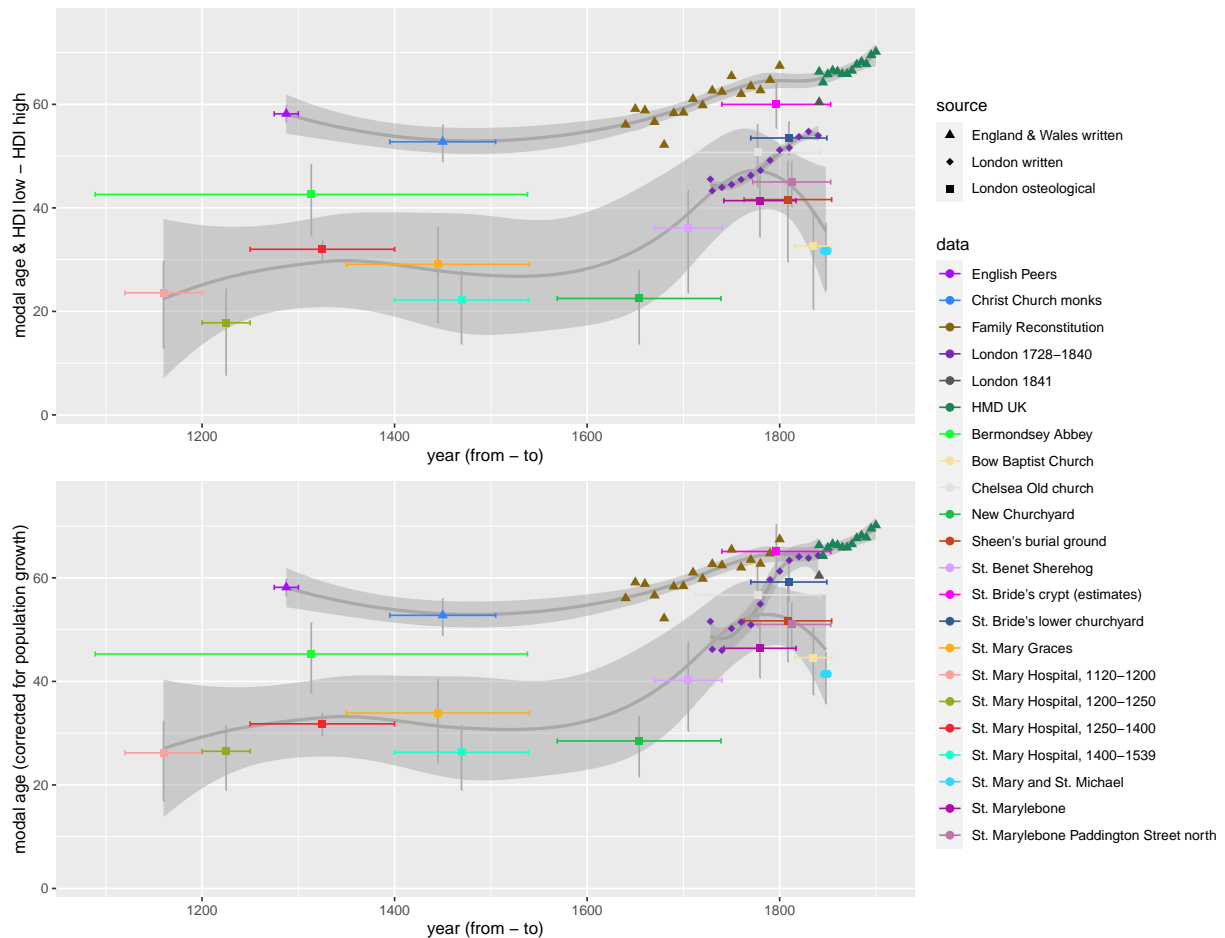 modal age & HDI low − HDI high
60
40
20
0
1200
1400
1600
1800
year (from − to)
modal age (corrected for population growth)
60
40
20
0
1200
1400
1600
1800
year (from − to)
source
England & Wales written
London written
London osteological
data
English Peers
Christ Church monks
Family Reconstitution
London 1728−1840
London 1841
HMD UK
Bermondsey Abbey
Bow Baptist Church
Chelsea Old church
New Churchyard
Sheen's burial ground
St. Benet Sherehog
St. Bride's crypt (estimates)
St. Bride's lower churchyard
St. Mary Graces
St. Mary Hospital, 1120−1200
St. Mary Hospital, 1200−1250
St. Mary Hospital, 1250−1400
St. Mary Hospital, 1400−1539
St. Mary and St. Michael
St. Marylebone
St. Marylebone Paddington Street north